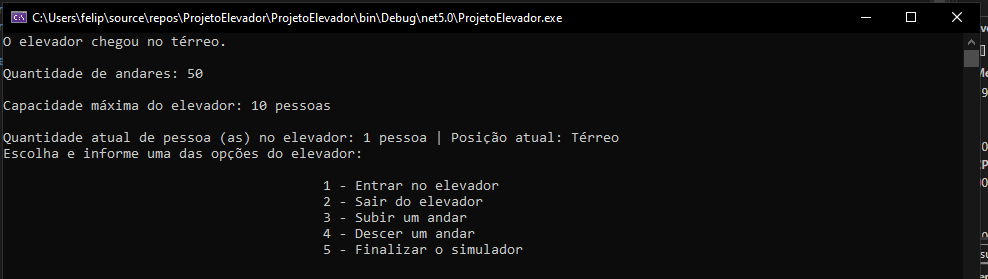 C:\Users\felip\source\repos\ProjetoElevador\ProjetoElevador\bin\Debug\net5.0\ProjetoElevador.exe
O elevador chegou no térreo.
Quantidade de andares: 50
Capacidade máxima do elevador: 10 pessoas
Quantidade atual de pessoa (as) no elevador: 1 pessoa | Posição atual: Térreo
Escolha e informe uma das opções do elevador:
1 - Entrar no elevador
2 - Sair do elevador
3 - Subir um andar
4 - Descer um andar
5 - Finalizar o simulador